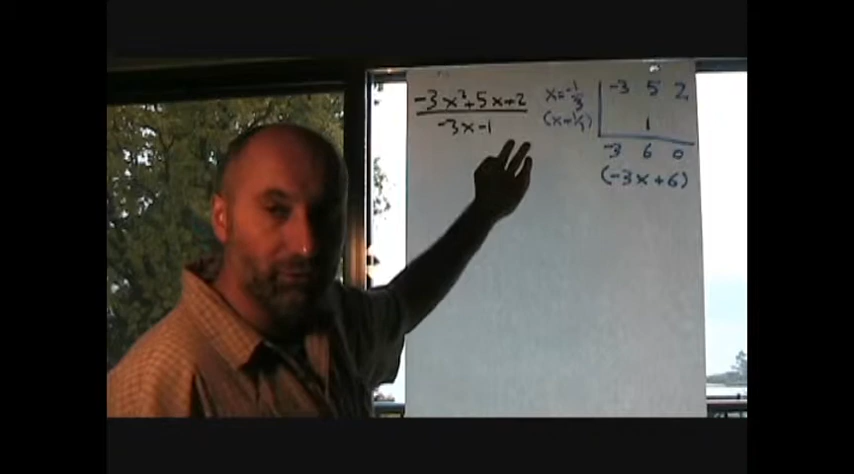 -3x²+5x+2
-3x-1
x=-1/3
(x+1/3)
-3 5 2
1
-3 6 0
(-3x+6)